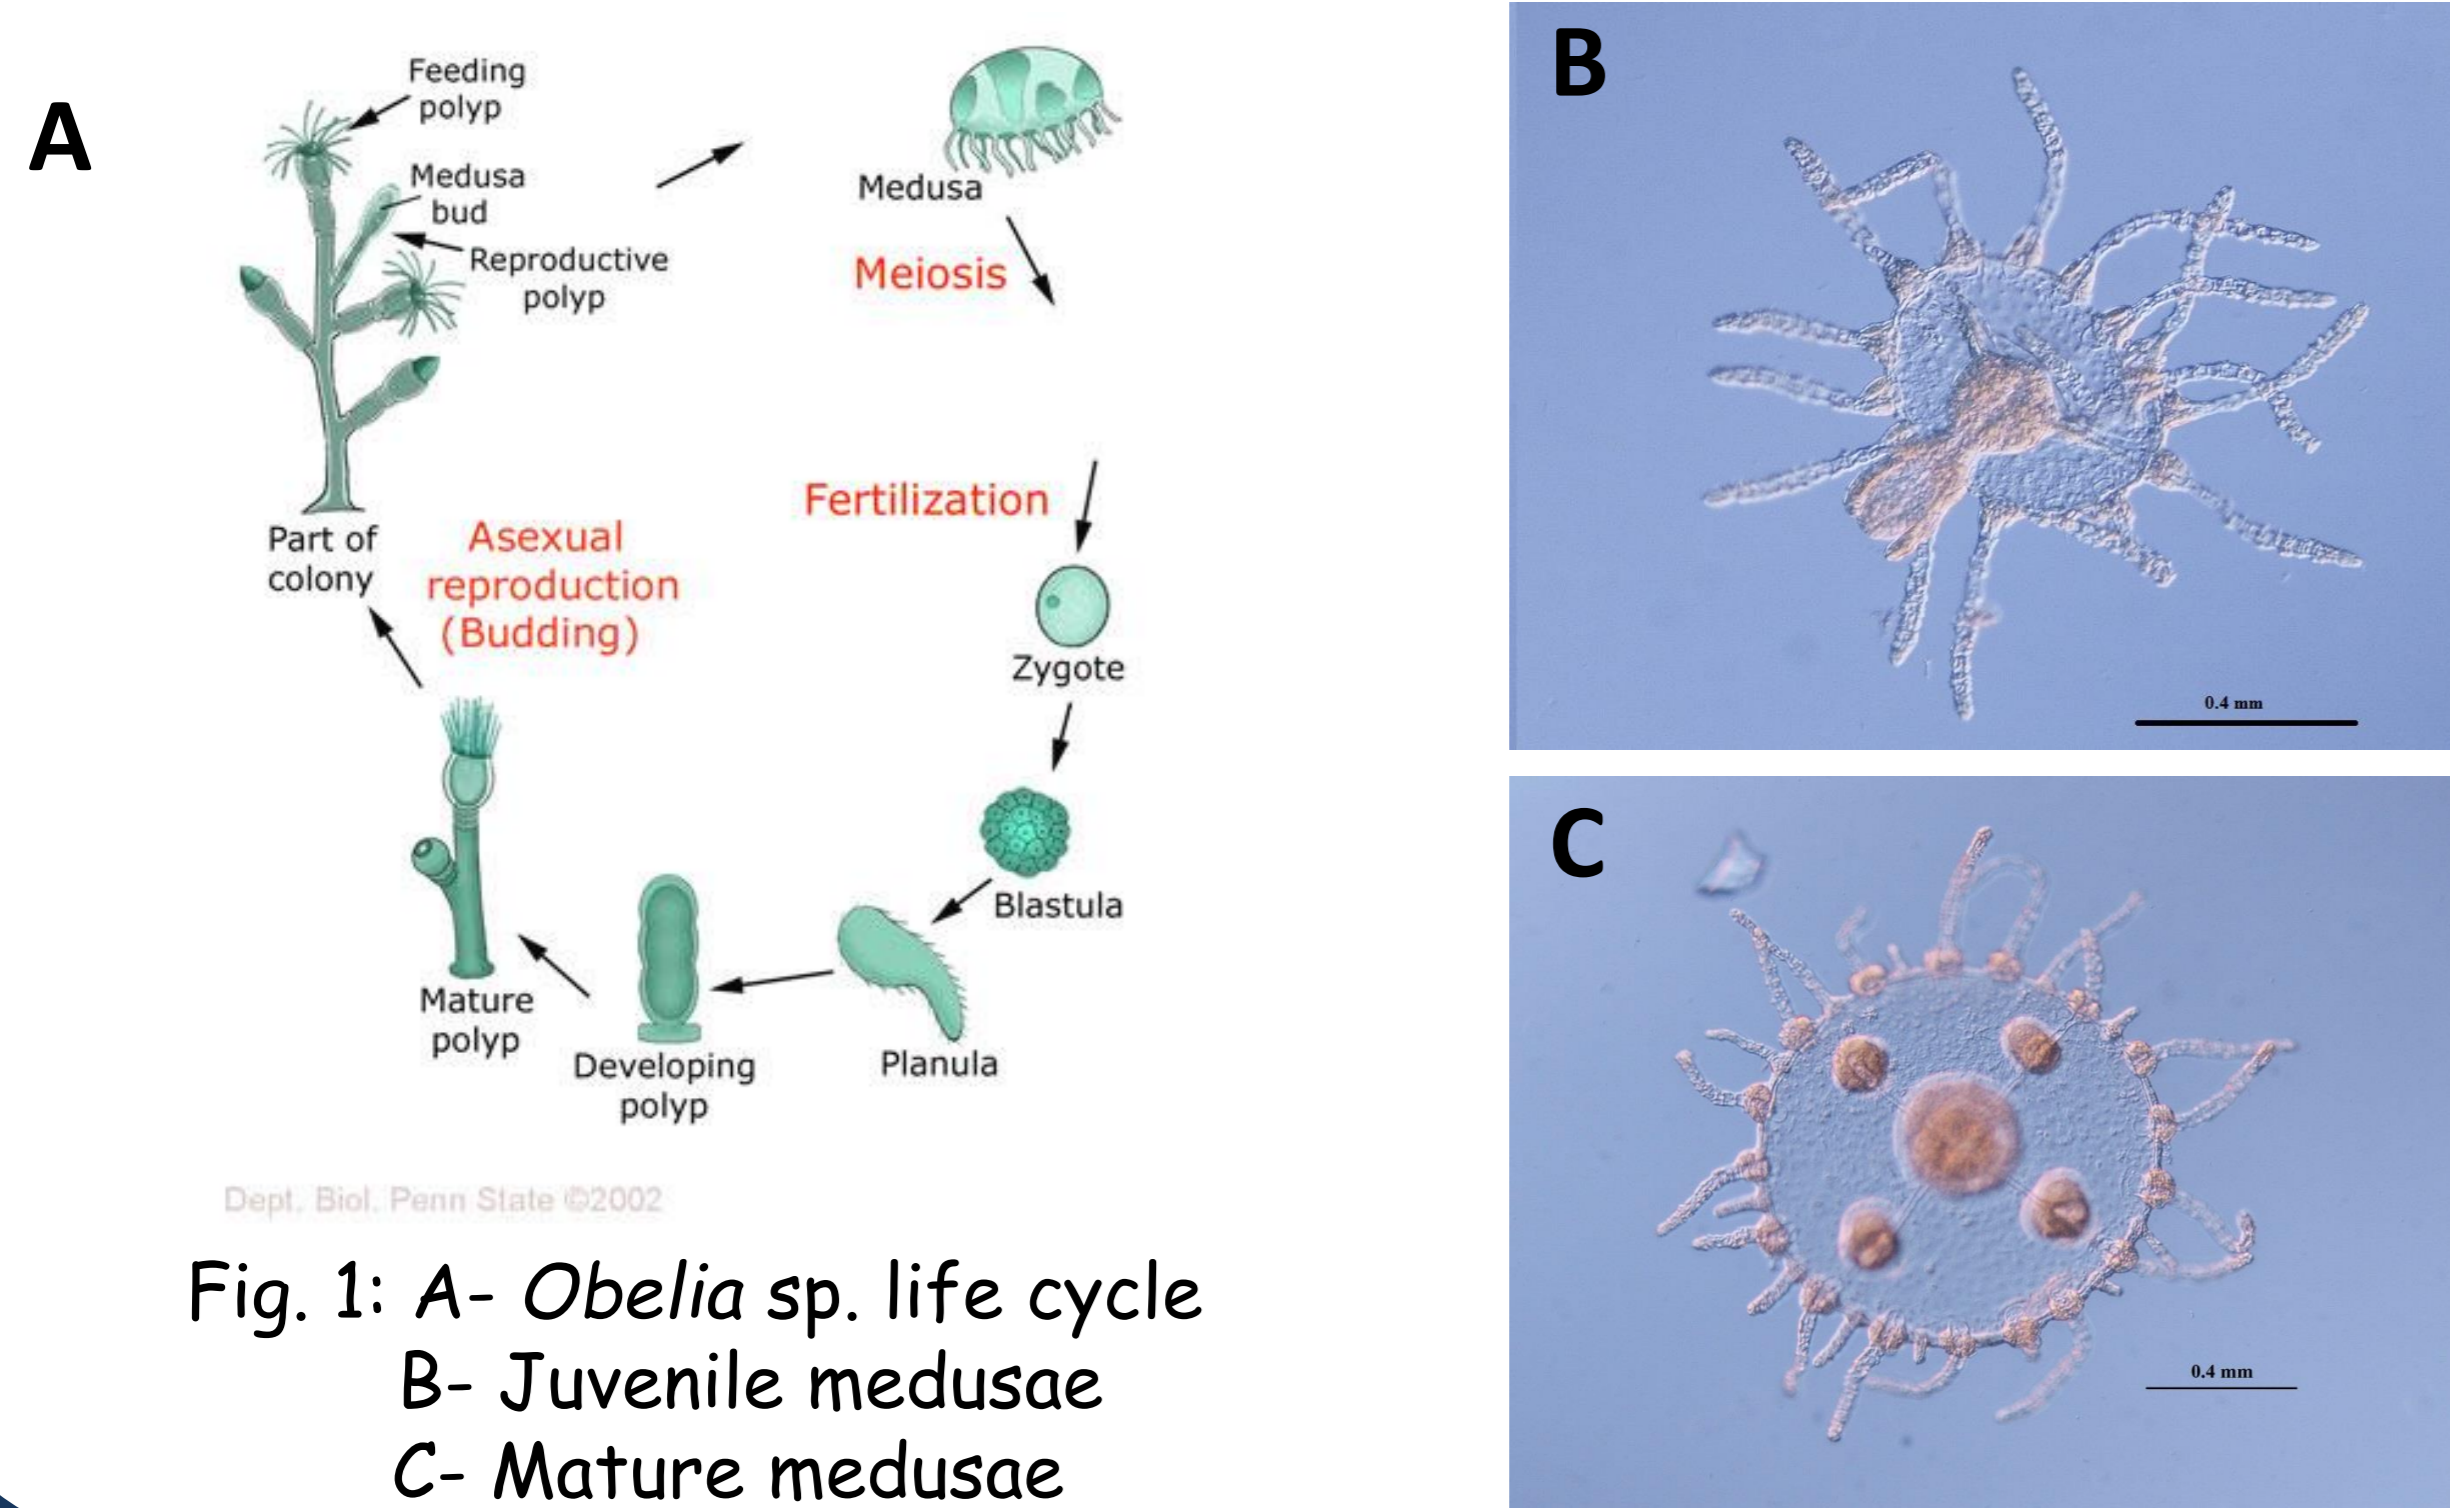 A
Feeding
polyp
Medusa
bud
Reproductive
polyp
Medusa
Meiosis
Fertilization
Zygote
Blastula
Planula
Developing
polyp
Mature
polyp
Asexual
reproduction
(Budding)
Part of
colony
Dept. Biol. Penn State ©2002
Fig. 1: A- Obelia sp. life cycle
B- Juvenile medusae
C- Mature medusae
B
0.4 mm
C
0.4 mm